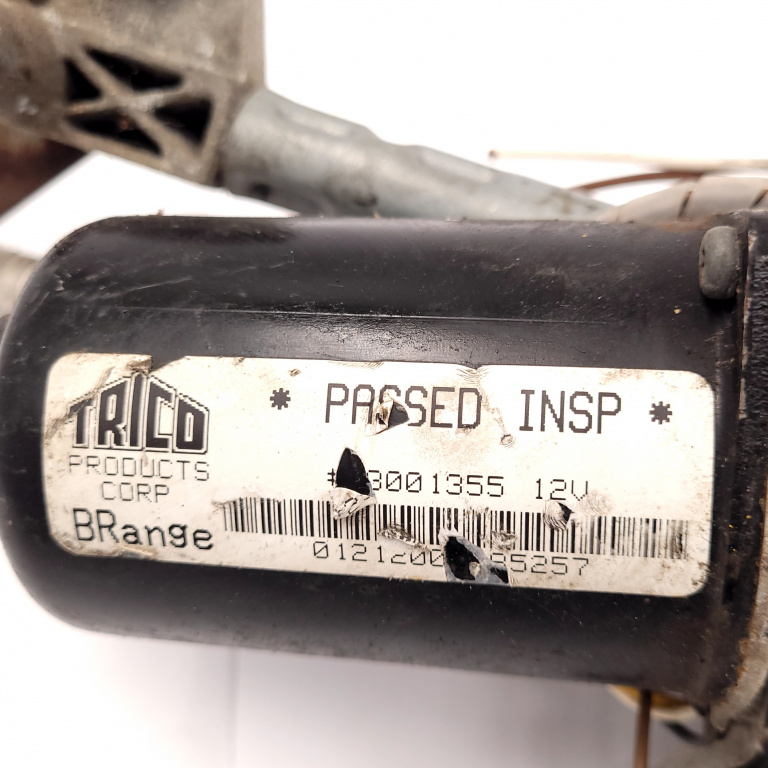 TRICO
PRODUCTS
CORP
BRange
* PASSED INSP *
12V